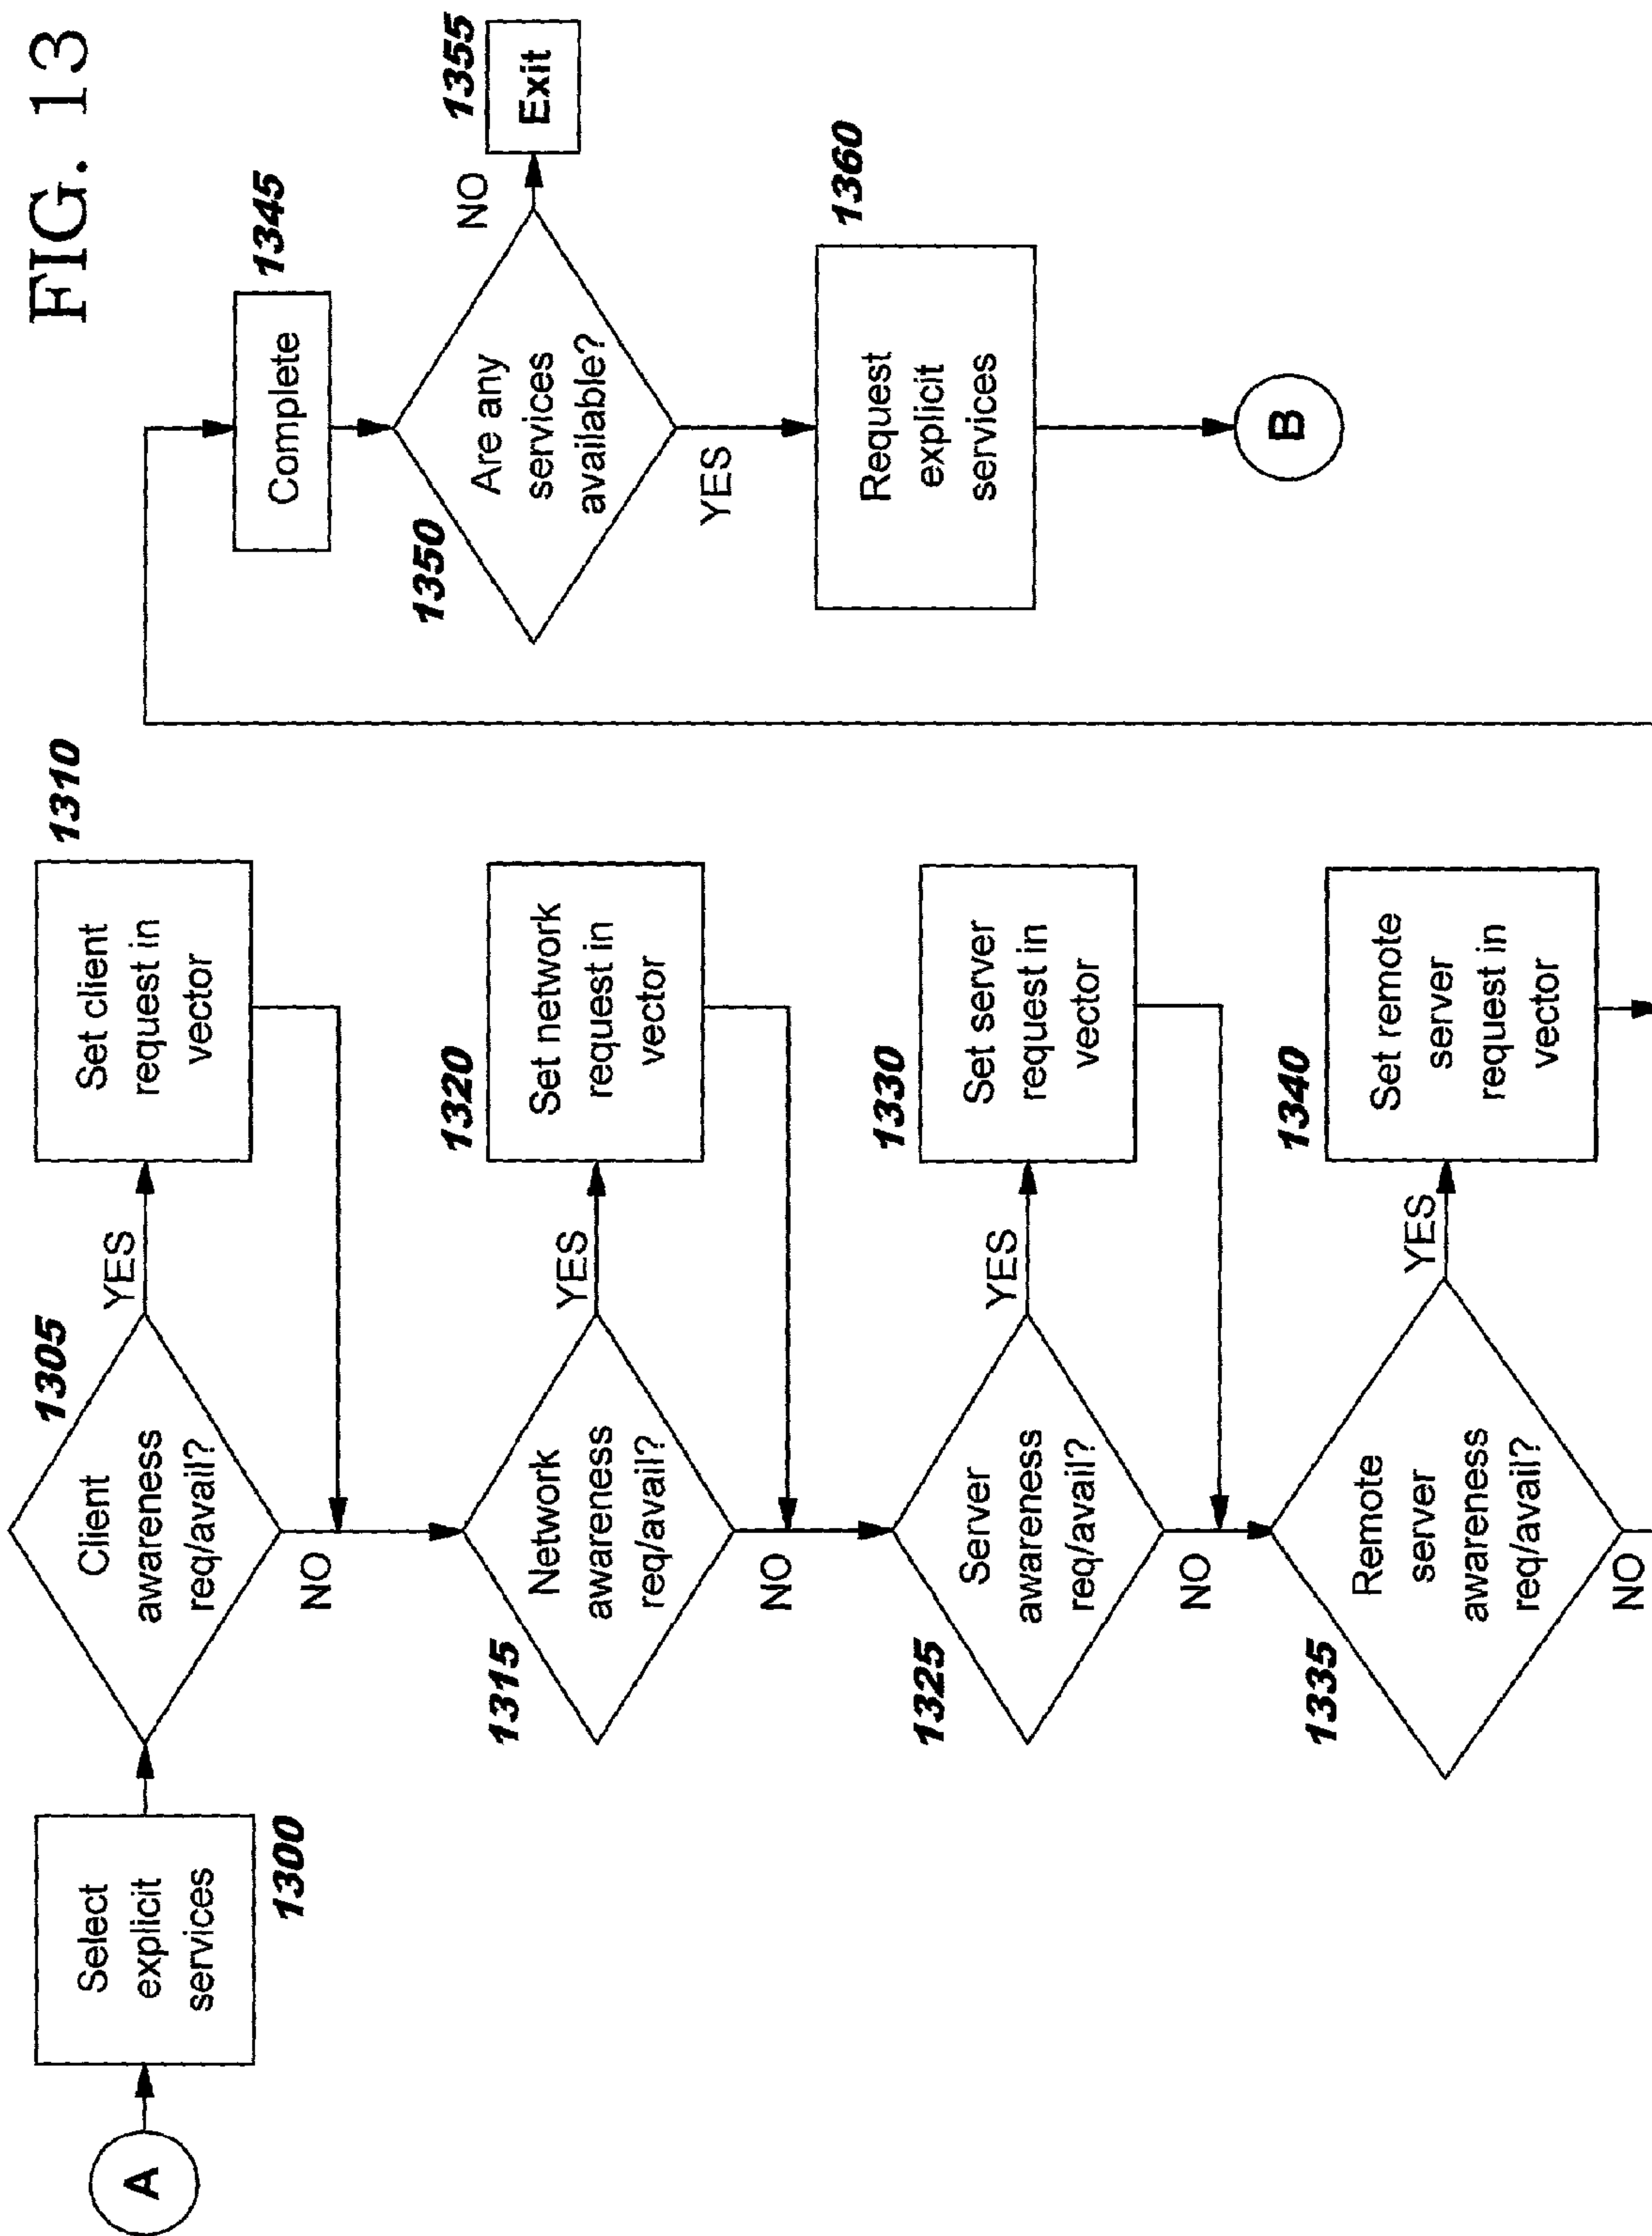 FIG. 13
A
Select
explicit
services
1300
Client
awareness
req/avail?
1305
YES
NO
Set client
request in
vector
1310
Network
awareness
req/avail?
1315
YES
NO
Set network
request in
vector
1320
Server
awareness
req/avail?
1325
YES
NO
Set server
request in
vector
1330
Remote
server
awareness
req/avail?
1335
YES
NO
Set remote
server
request in
vector
1340
Complete
1345
Are any
services
available?
1350
NO
Exit
1355
YES
Request
explicit
services
1360
B